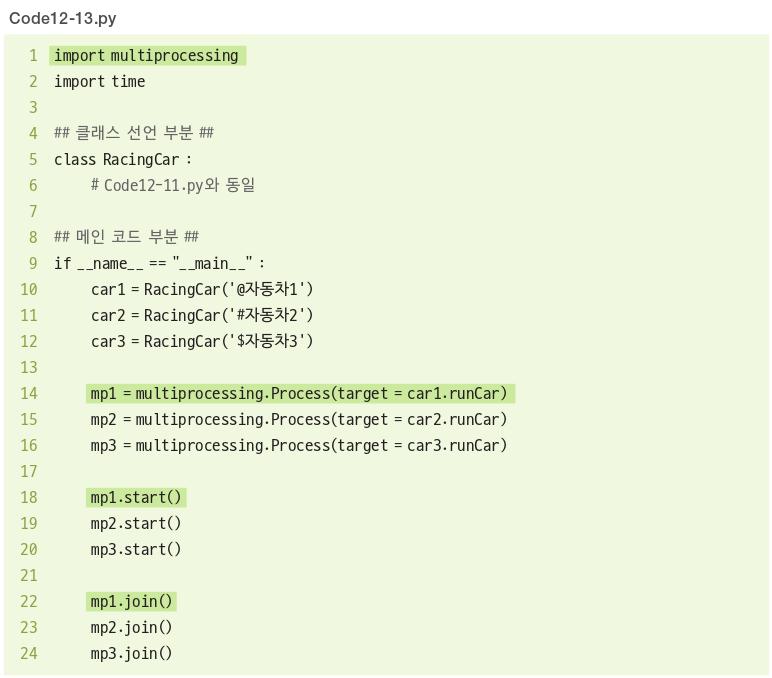 Code12-13.py
1 import multiprocessing
2 import time
3
4 ## 클래스 선언 부분 ##
5 class RacingCar :
6 # Code12-11.py와 동일
7
8 ## 메인 코드 부분 ##
9 if __name__ == "__main__" :
10 car1 = RacingCar('@자동차1')
11 car2 = RacingCar('#자동차2')
12 car3 = RacingCar('$자동차3')
13
14 mp1 = multiprocessing.Process(target = car1.runCar)
15 mp2 = multiprocessing.Process(target = car2.runCar)
16 mp3 = multiprocessing.Process(target = car3.runCar)
17
18 mp1.start()
19 mp2.start()
20 mp3.start()
21
22 mp1.join()
23 mp2.join()
24 mp3.join()